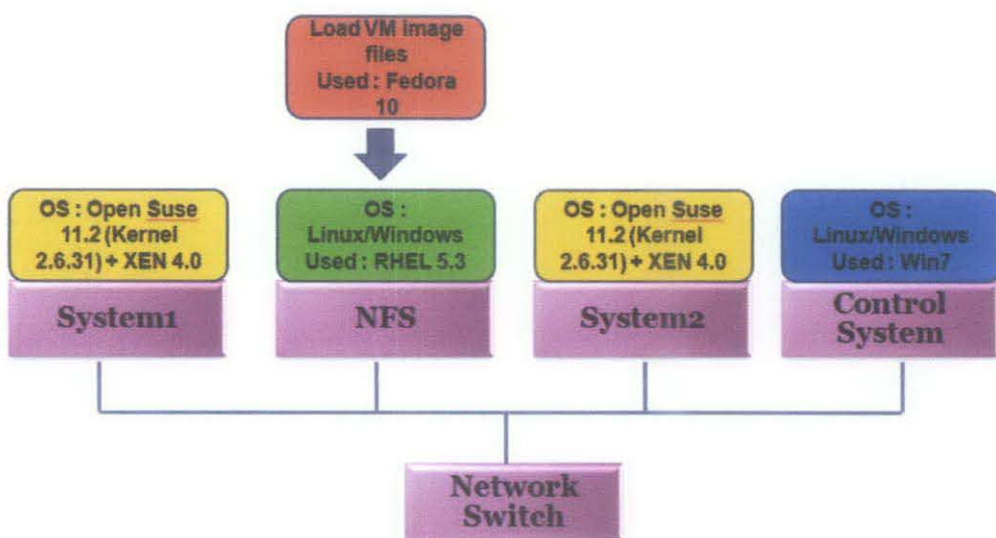 Load VM image
files
Used : Fedora
10
OS : Open Suse
11.2 (Kernel
2.6.31) + XEN 4.0
OS :
Linux/Windows
Used : RHEL 5.3
OS : Open Suse
11.2 (Kernel
2.6.31) + XEN 4.0
OS :
Linux/Windows
Used : Win7
System1
NFS
System2
Control
System
Network
Switch